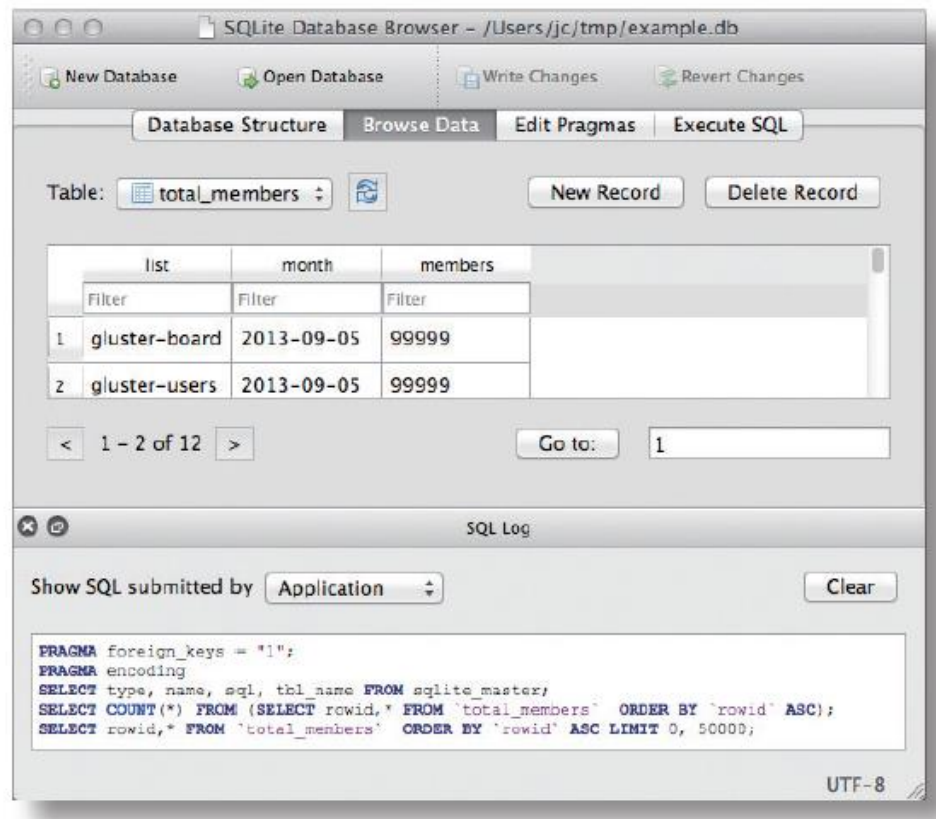 SQLite Database Browser - /Users/jc/tmp/example.db
New Database Open Database Write Changes Revert Changes
Database Structure Browse Data Edit Pragmas Execute SQL
Table: total_members New Record Delete Record
list month members
Filter Filter Filter
1 gluster-board 2013-09-05 99999
2 gluster-users 2013-09-05 99999
< 1 - 2 of 12 > Go to: 1
SQL Log
Show SQL submitted by Application Clear
PRAGMA foreign_keys = "1";
PRAGMA encoding
SELECT type, name, sql, tbl_name FROM sqlite_master;
SELECT COUNT(*) FROM (SELECT rowid,* FROM `total_members` ORDER BY `rowid` ASC);
SELECT rowid,* FROM `total_members` ORDER BY `rowid` ASC LIMIT 0, 50000;
UTF-8